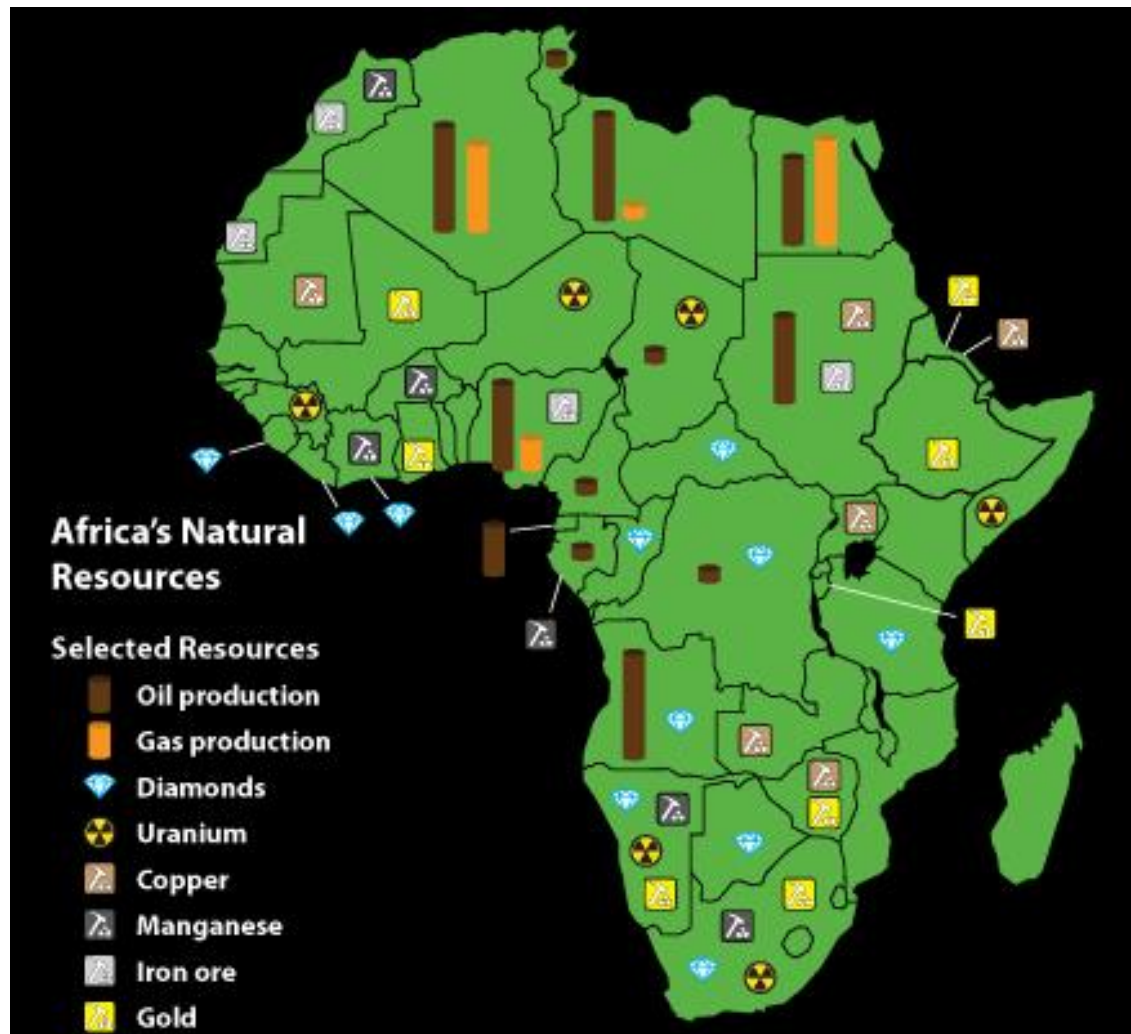 Africa's Natural
Resources
Selected Resources
Oil production
Gas production
Diamonds
Uranium
Copper
Manganese
Iron ore
Gold